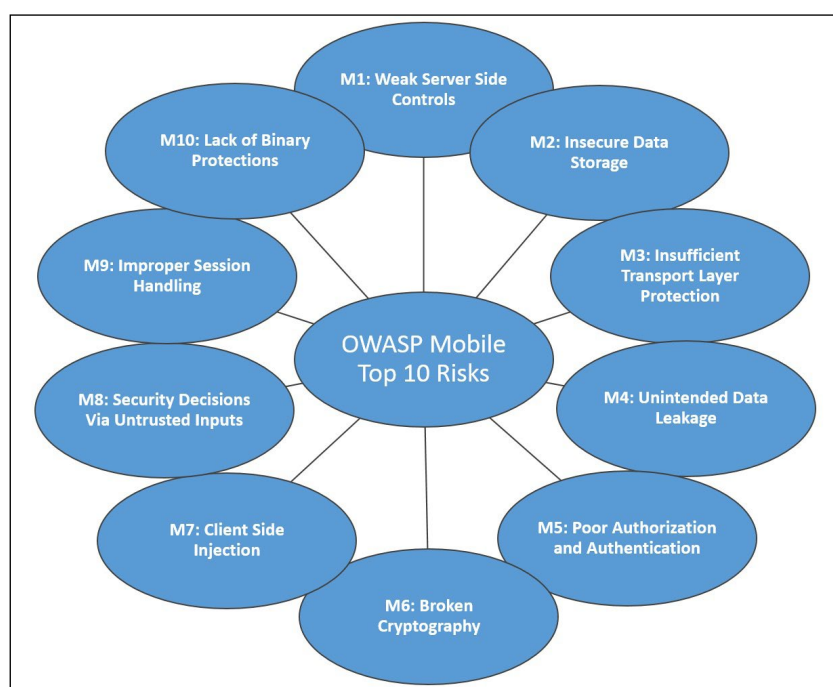 OWASP Mobile
Top 10 Risks
M1: Weak Server Side
Controls
M2: Insecure Data
Storage
M3: Insufficient
Transport Layer
Protection
M4: Unintended Data
Leakage
M5: Poor Authorization
and Authentication
M6: Broken
Cryptography
M7: Client Side
Injection
M8: Security Decisions
Via Untrusted Inputs
M9: Improper Session
Handling
M10: Lack of Binary
Protections